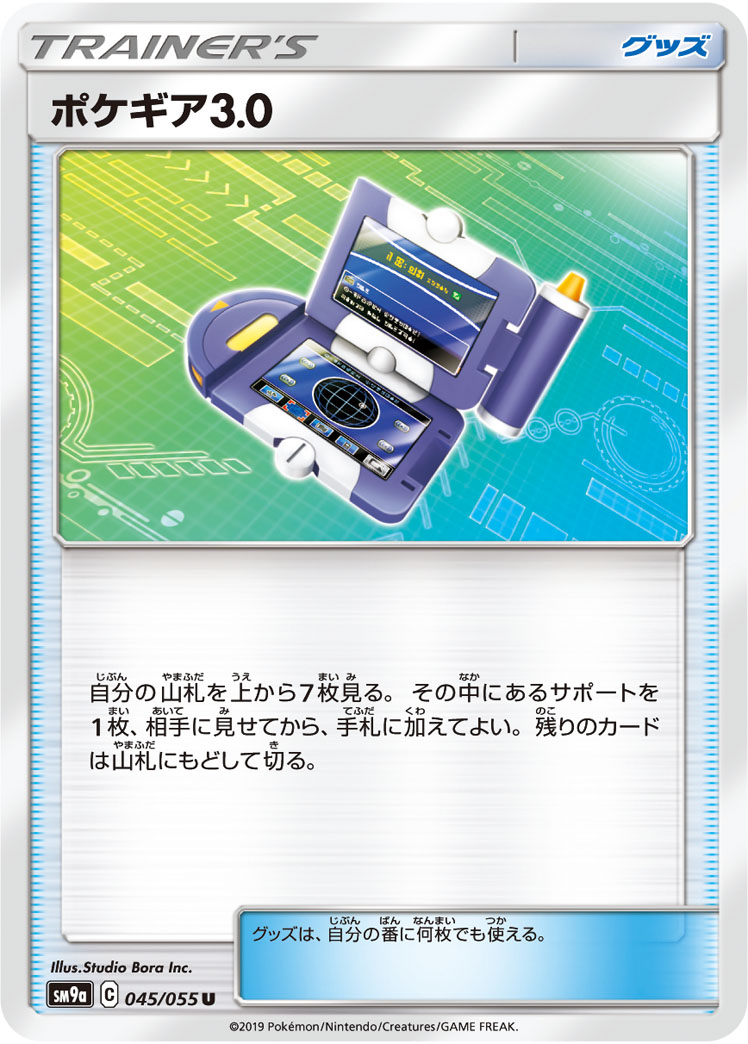 TRAINER'S
グッズ
ポケギア3.0
自分の山札を上から7枚見る。その中にあるサポートを
1枚、相手に見せてから、手札に加えてよい。残りのカード
は山札にもどして切る。
グッズは、自分の番に何枚でも使える。
Illus.Studio Bora Inc.
SM9a C 045/055 U
©2019 Pokémon/Nintendo/Creatures/GAME FREAK.